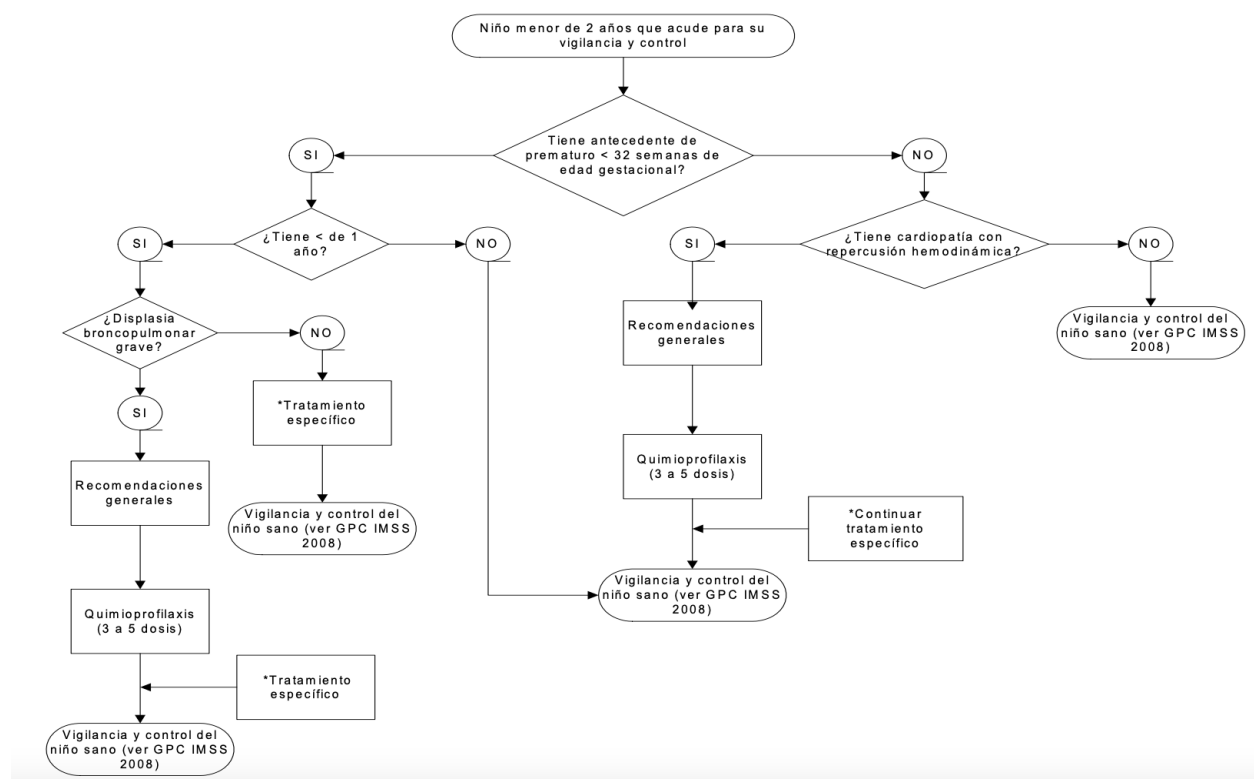 Niño menor de 2 años que acude para su
vigilancia y control
Tiene antecedente de
prematuro < 32 semanas de
edad gestacional?
SI
NO
¿Tiene < de 1
año?
SI
NO
¿Tiene cardiopatía con
repercusión hemodinámica?
SI
NO
¿Displasia
broncopulmonar
grave?
NO
SI
*Tratamiento
específico
Vigilancia y control del
niño sano (ver GPC IMSS
2008)
Recomendaciones
generales
Quimioprofilaxis
(3 a 5 dosis)
*Tratamiento
específico
Vigilancia y control del
niño sano (ver GPC IMSS
2008)
Recomendaciones
generales
Quimioprofilaxis
(3 a 5 dosis)
*Continuar
tratamiento
específico
Vigilancia y control del
niño sano (ver GPC IMSS
2008)
Vigilancia y control del
niño sano (ver GPC IMSS
2008)